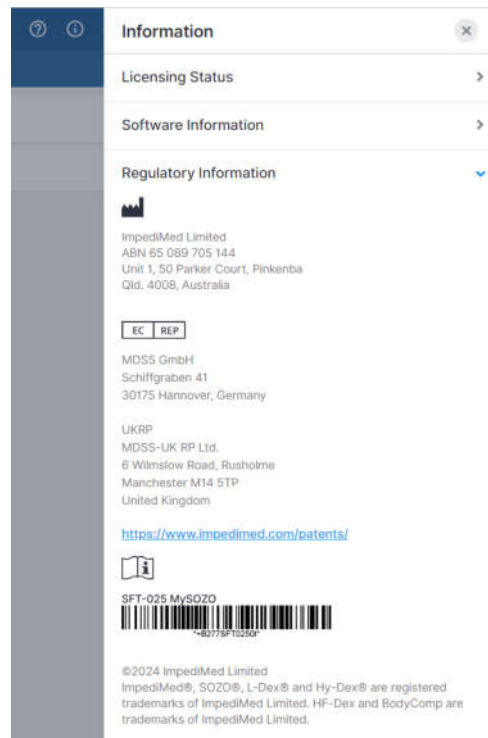 Information
Licensing Status
Software Information
Regulatory Information
ImpediMed Limited
ABN 65 089 705 144
Unit 1, 50 Parker Court, Pinkenba
Qld. 4008, Australia
EC REP
MDSS GmbH
Schiffgraben 41
30175 Hannover, Germany
UKRP
MDSS-UK RP Ltd.
6 Wilmslow Road, Rusholme
Manchester M14 5TP
United Kingdom
https://www.impedimed.com/patents/
SFT-025 MySOZO
*+B277SFT0250I*
©2024 ImpediMed Limited
ImpediMed®, SOZO®, L-Dex® and Hy-Dex® are registered
trademarks of ImpediMed Limited. HF-Dex and BodyComp are
trademarks of ImpediMed Limited.